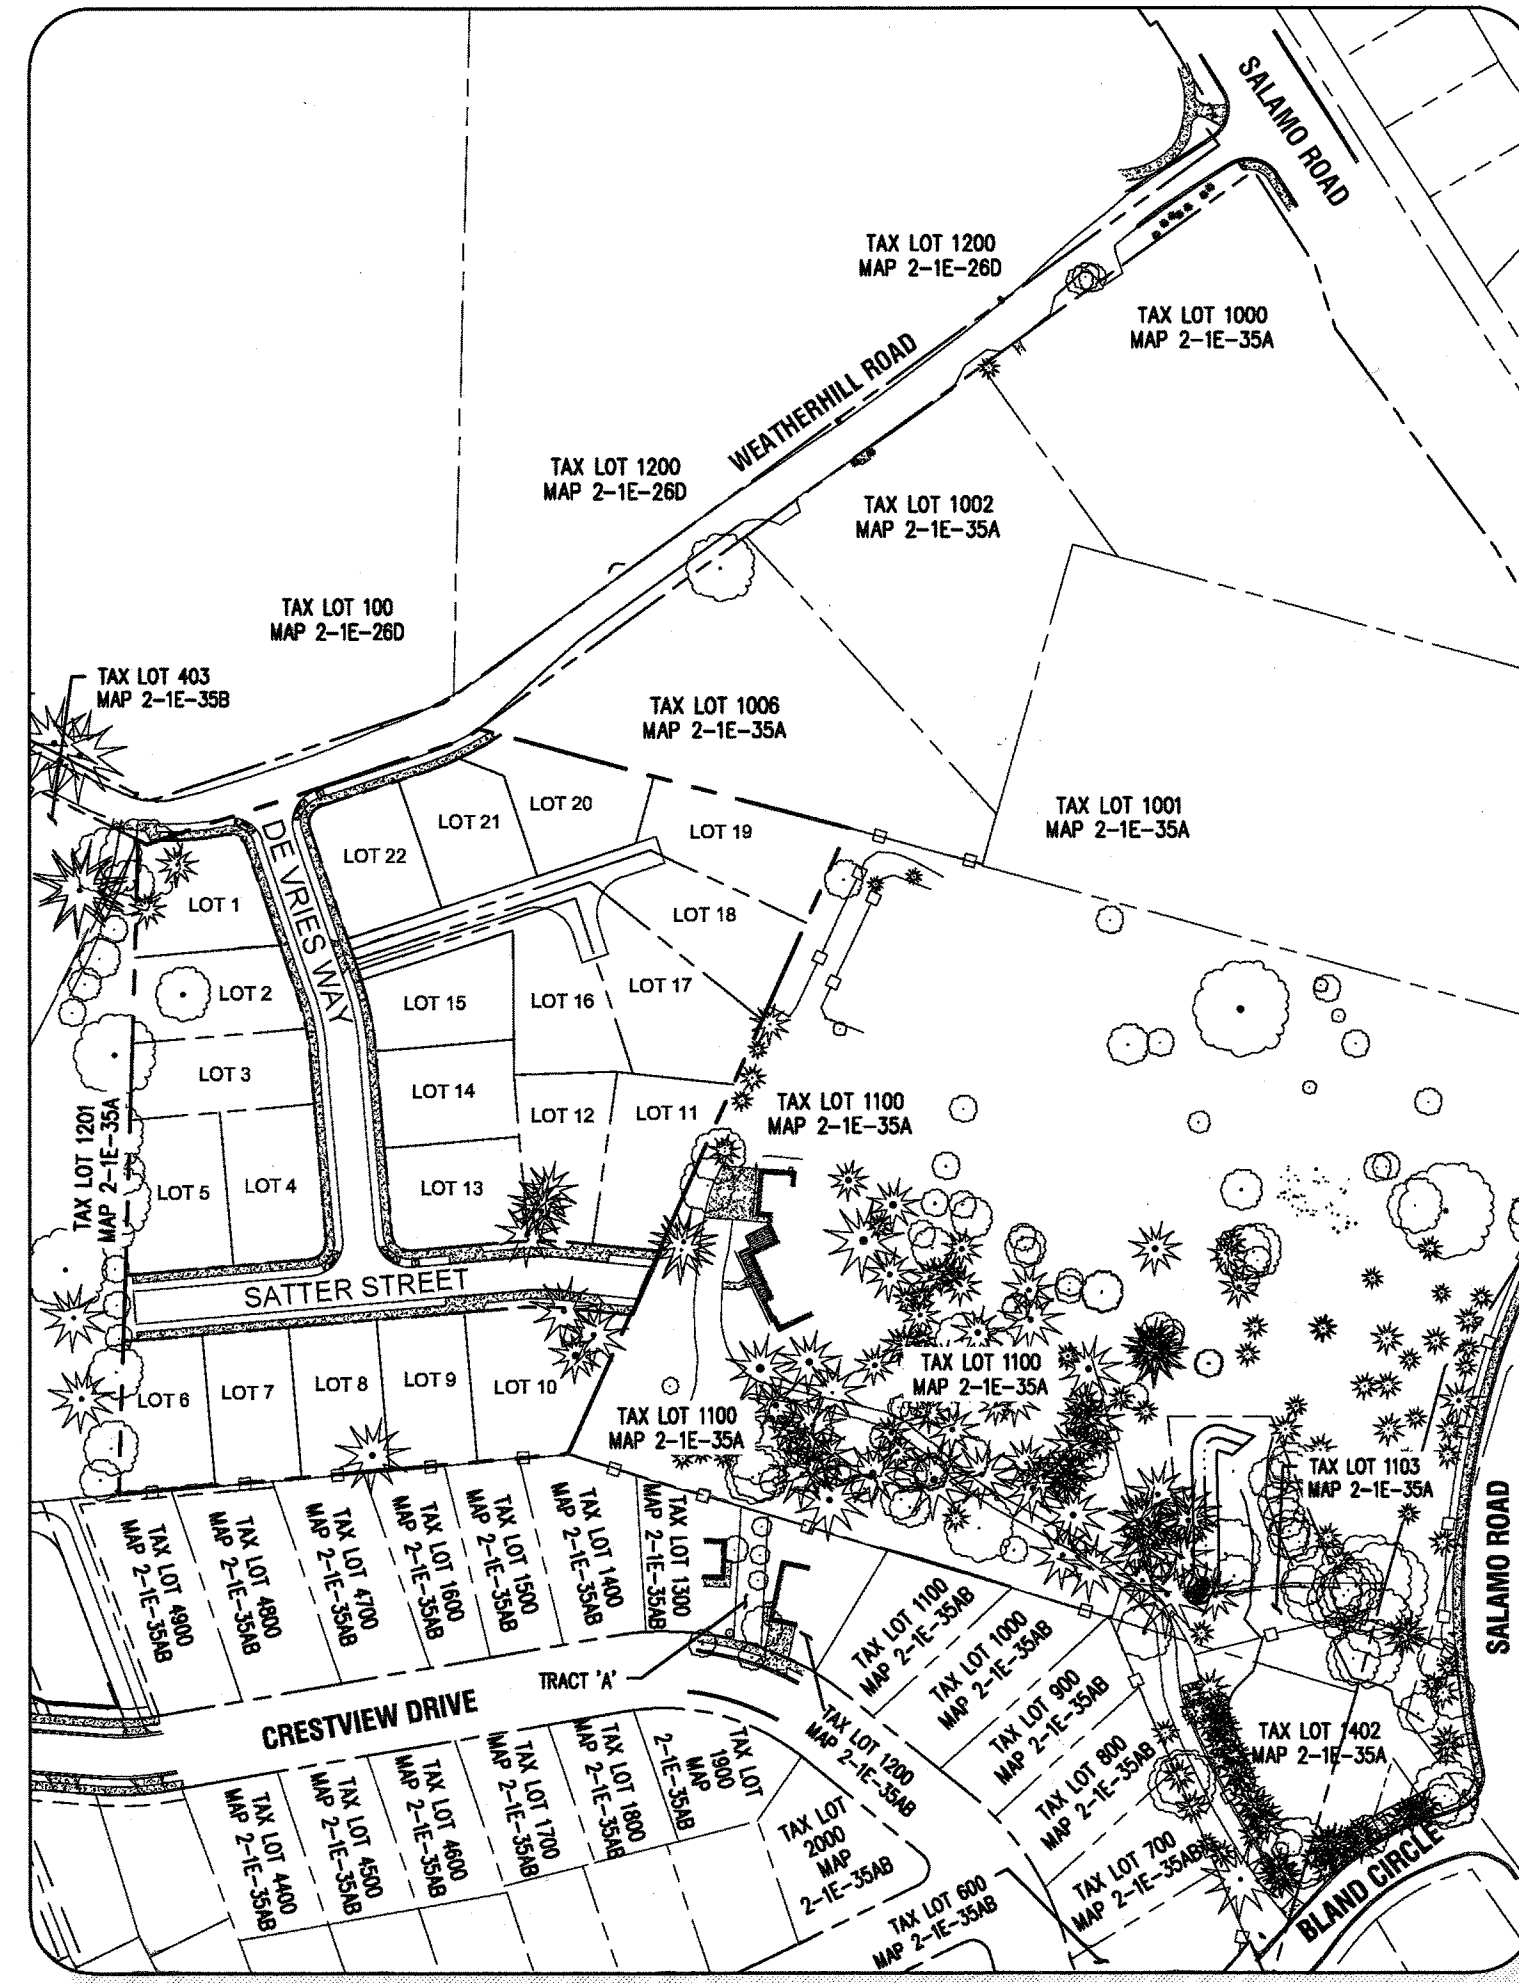 SALAMO ROAD
TAX LOT 1200
MAP 2-1E-26D
TAX LOT 1000
MAP 2-1E-35A
WEATHERHILL ROAD
TAX LOT 1200
MAP 2-1E-26D
TAX LOT 1002
MAP 2-1E-35A
TAX LOT 100
MAP 2-1E-26D
TAX LOT 403
MAP 2-1E-35B
TAX LOT 1006
MAP 2-1E-35A
TAX LOT 1001
MAP 2-1E-35A
LOT 20
LOT 21
LOT 19
LOT 22
DE VRIES WAY
LOT 1
LOT 18
LOT 2
LOT 17
LOT 16
LOT 15
LOT 3
LOT 14
LOT 12
LOT 11
TAX LOT 1100
MAP 2-1E-35A
TAX LOT 1201
MAP 2-1E-35A
LOT 5
LOT 4
LOT 13
SATTER STREET
LOT 6
LOT 7
LOT 8
LOT 9
LOT 10
TAX LOT 1100
MAP 2-1E-35A
TAX LOT 1100
MAP 2-1E-35A
TAX LOT 1103
MAP 2-1E-35A
SALAMO ROAD
TAX LOT 4900
MAP 2-1E-35AB
TAX LOT 4800
MAP 2-1E-35AB
TAX LOT 4700
MAP 2-1E-35AB
TAX LOT 1600
MAP 2-1E-35AB
TAX LOT 1500
MAP 2-1E-35AB
TAX LOT 1400
MAP 2-1E-35AB
TAX LOT 1300
MAP 2-1E-35AB
TRACT 'A'
CRESTVIEW DRIVE
TAX LOT 1100
MAP 2-1E-35AB
TAX LOT 1000
MAP 2-1E-35AB
TAX LOT 900
MAP 2-1E-35AB
TAX LOT 800
MAP 2-1E-35AB
TAX LOT 700
MAP 2-1E-35AB
TAX LOT 1402
MAP 2-1E-35A
TAX LOT 1200
MAP 2-1E-35AB
TAX LOT 4400
MAP 2-1E-35AB
TAX LOT 4500
MAP 2-1E-35AB
TAX LOT 4600
MAP 2-1E-35AB
TAX LOT 1700
MAP 2-1E-35AB
TAX LOT 1800
MAP 2-1E-35AB
TAX LOT
1900
MAP
2-1E-35AB
TAX LOT
2000
MAP
2-1E-35AB
TAX LOT 600
MAP 2-1E-35AB
BLAND CIRCLE